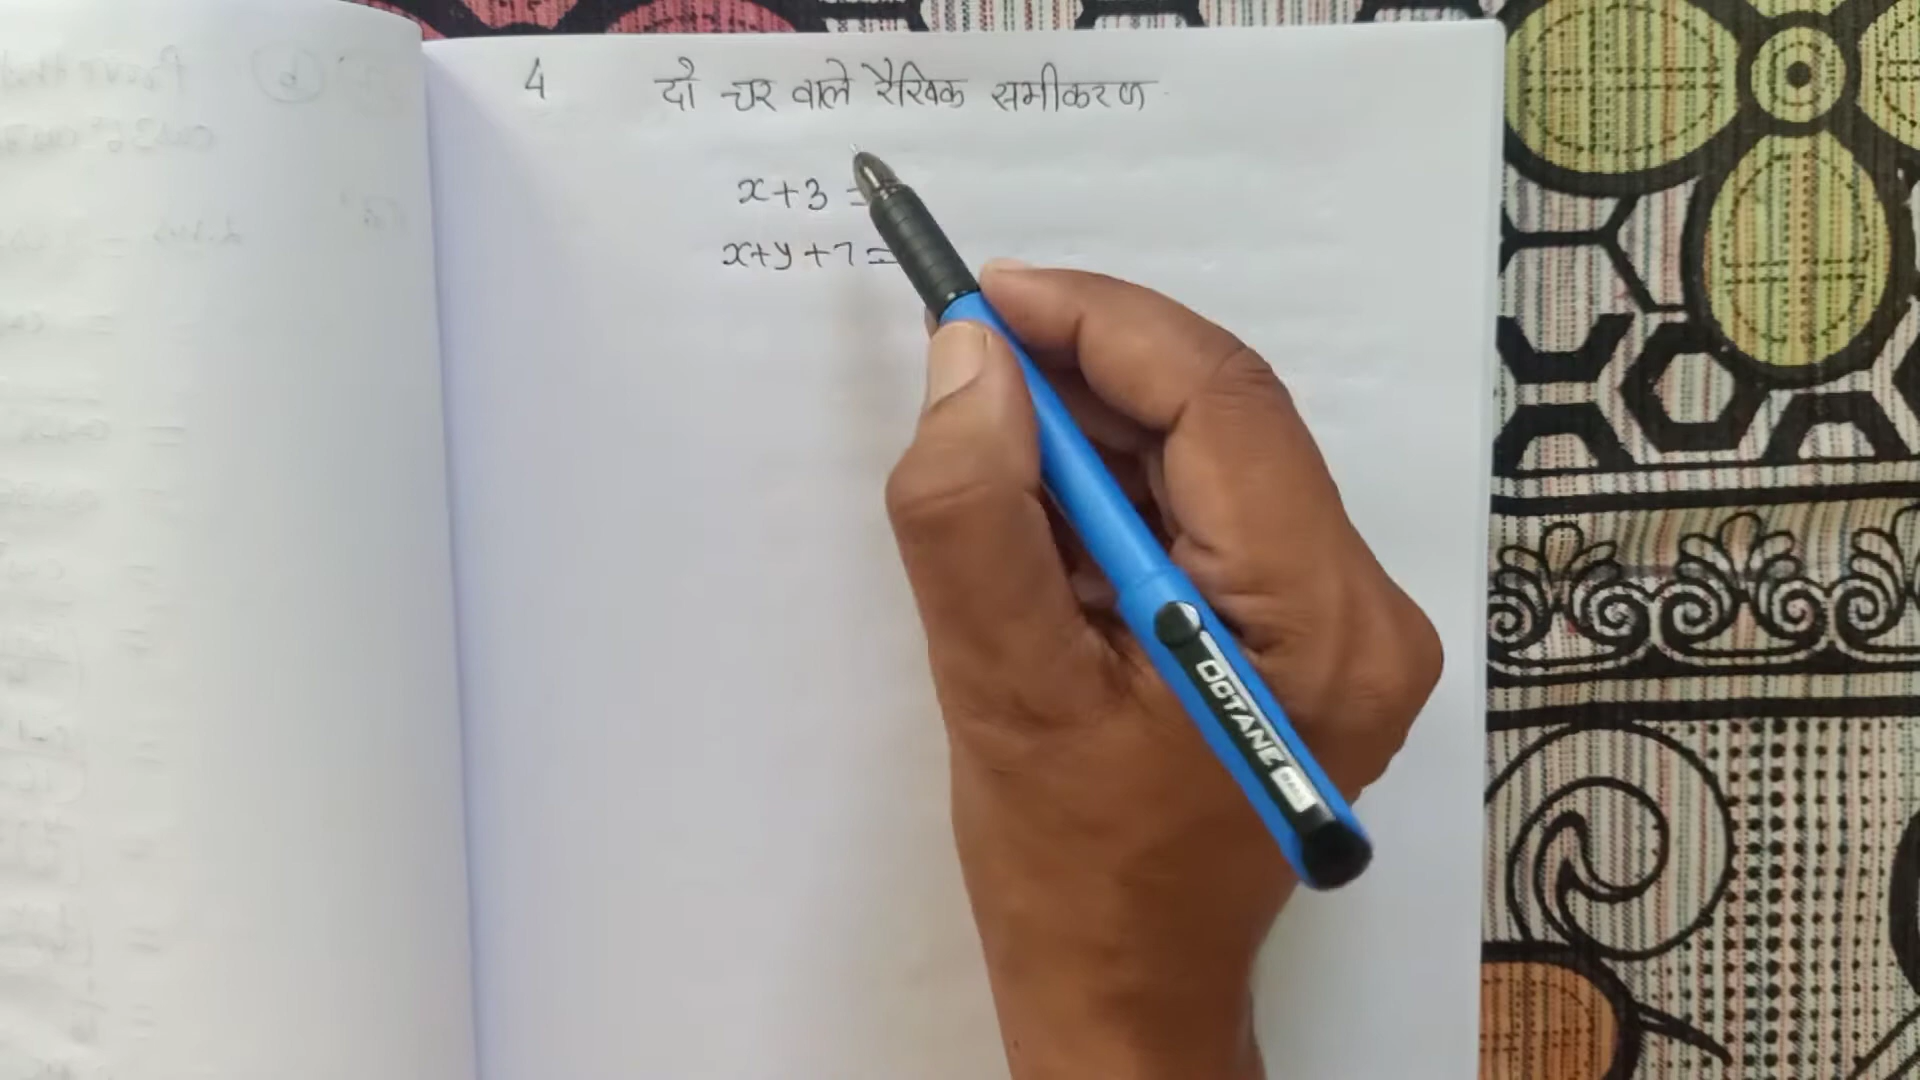 4 दो चर वाले रैखिक समीकरण
x+3 =
x+y+7=
OCTANE